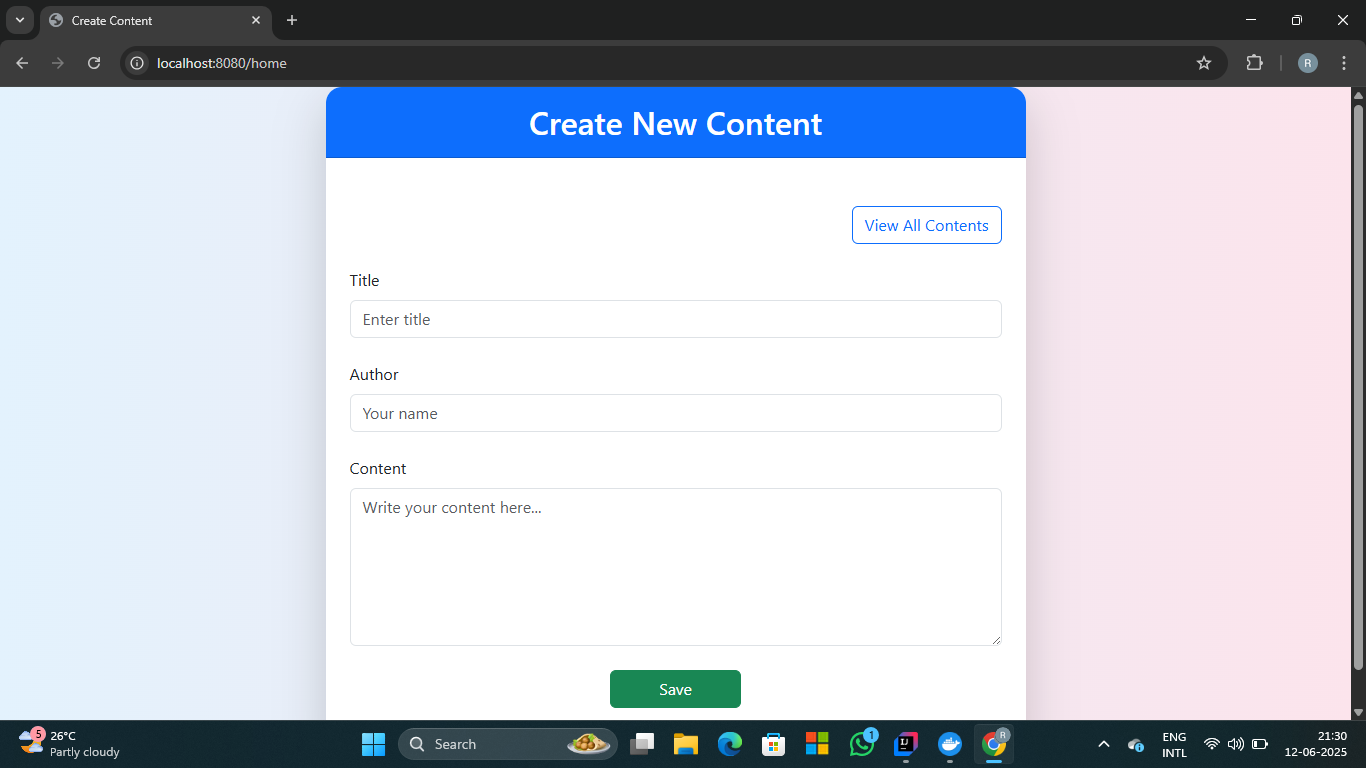 Create Content
localhost:8080/home
R
Create New Content
View All Contents
Title
Enter title
Author
Your name
Content
Write your content here...
Save
5
26°C
Partly cloudy
Search
1
IJ
R
ENG
INTL
21:30
12-06-2025